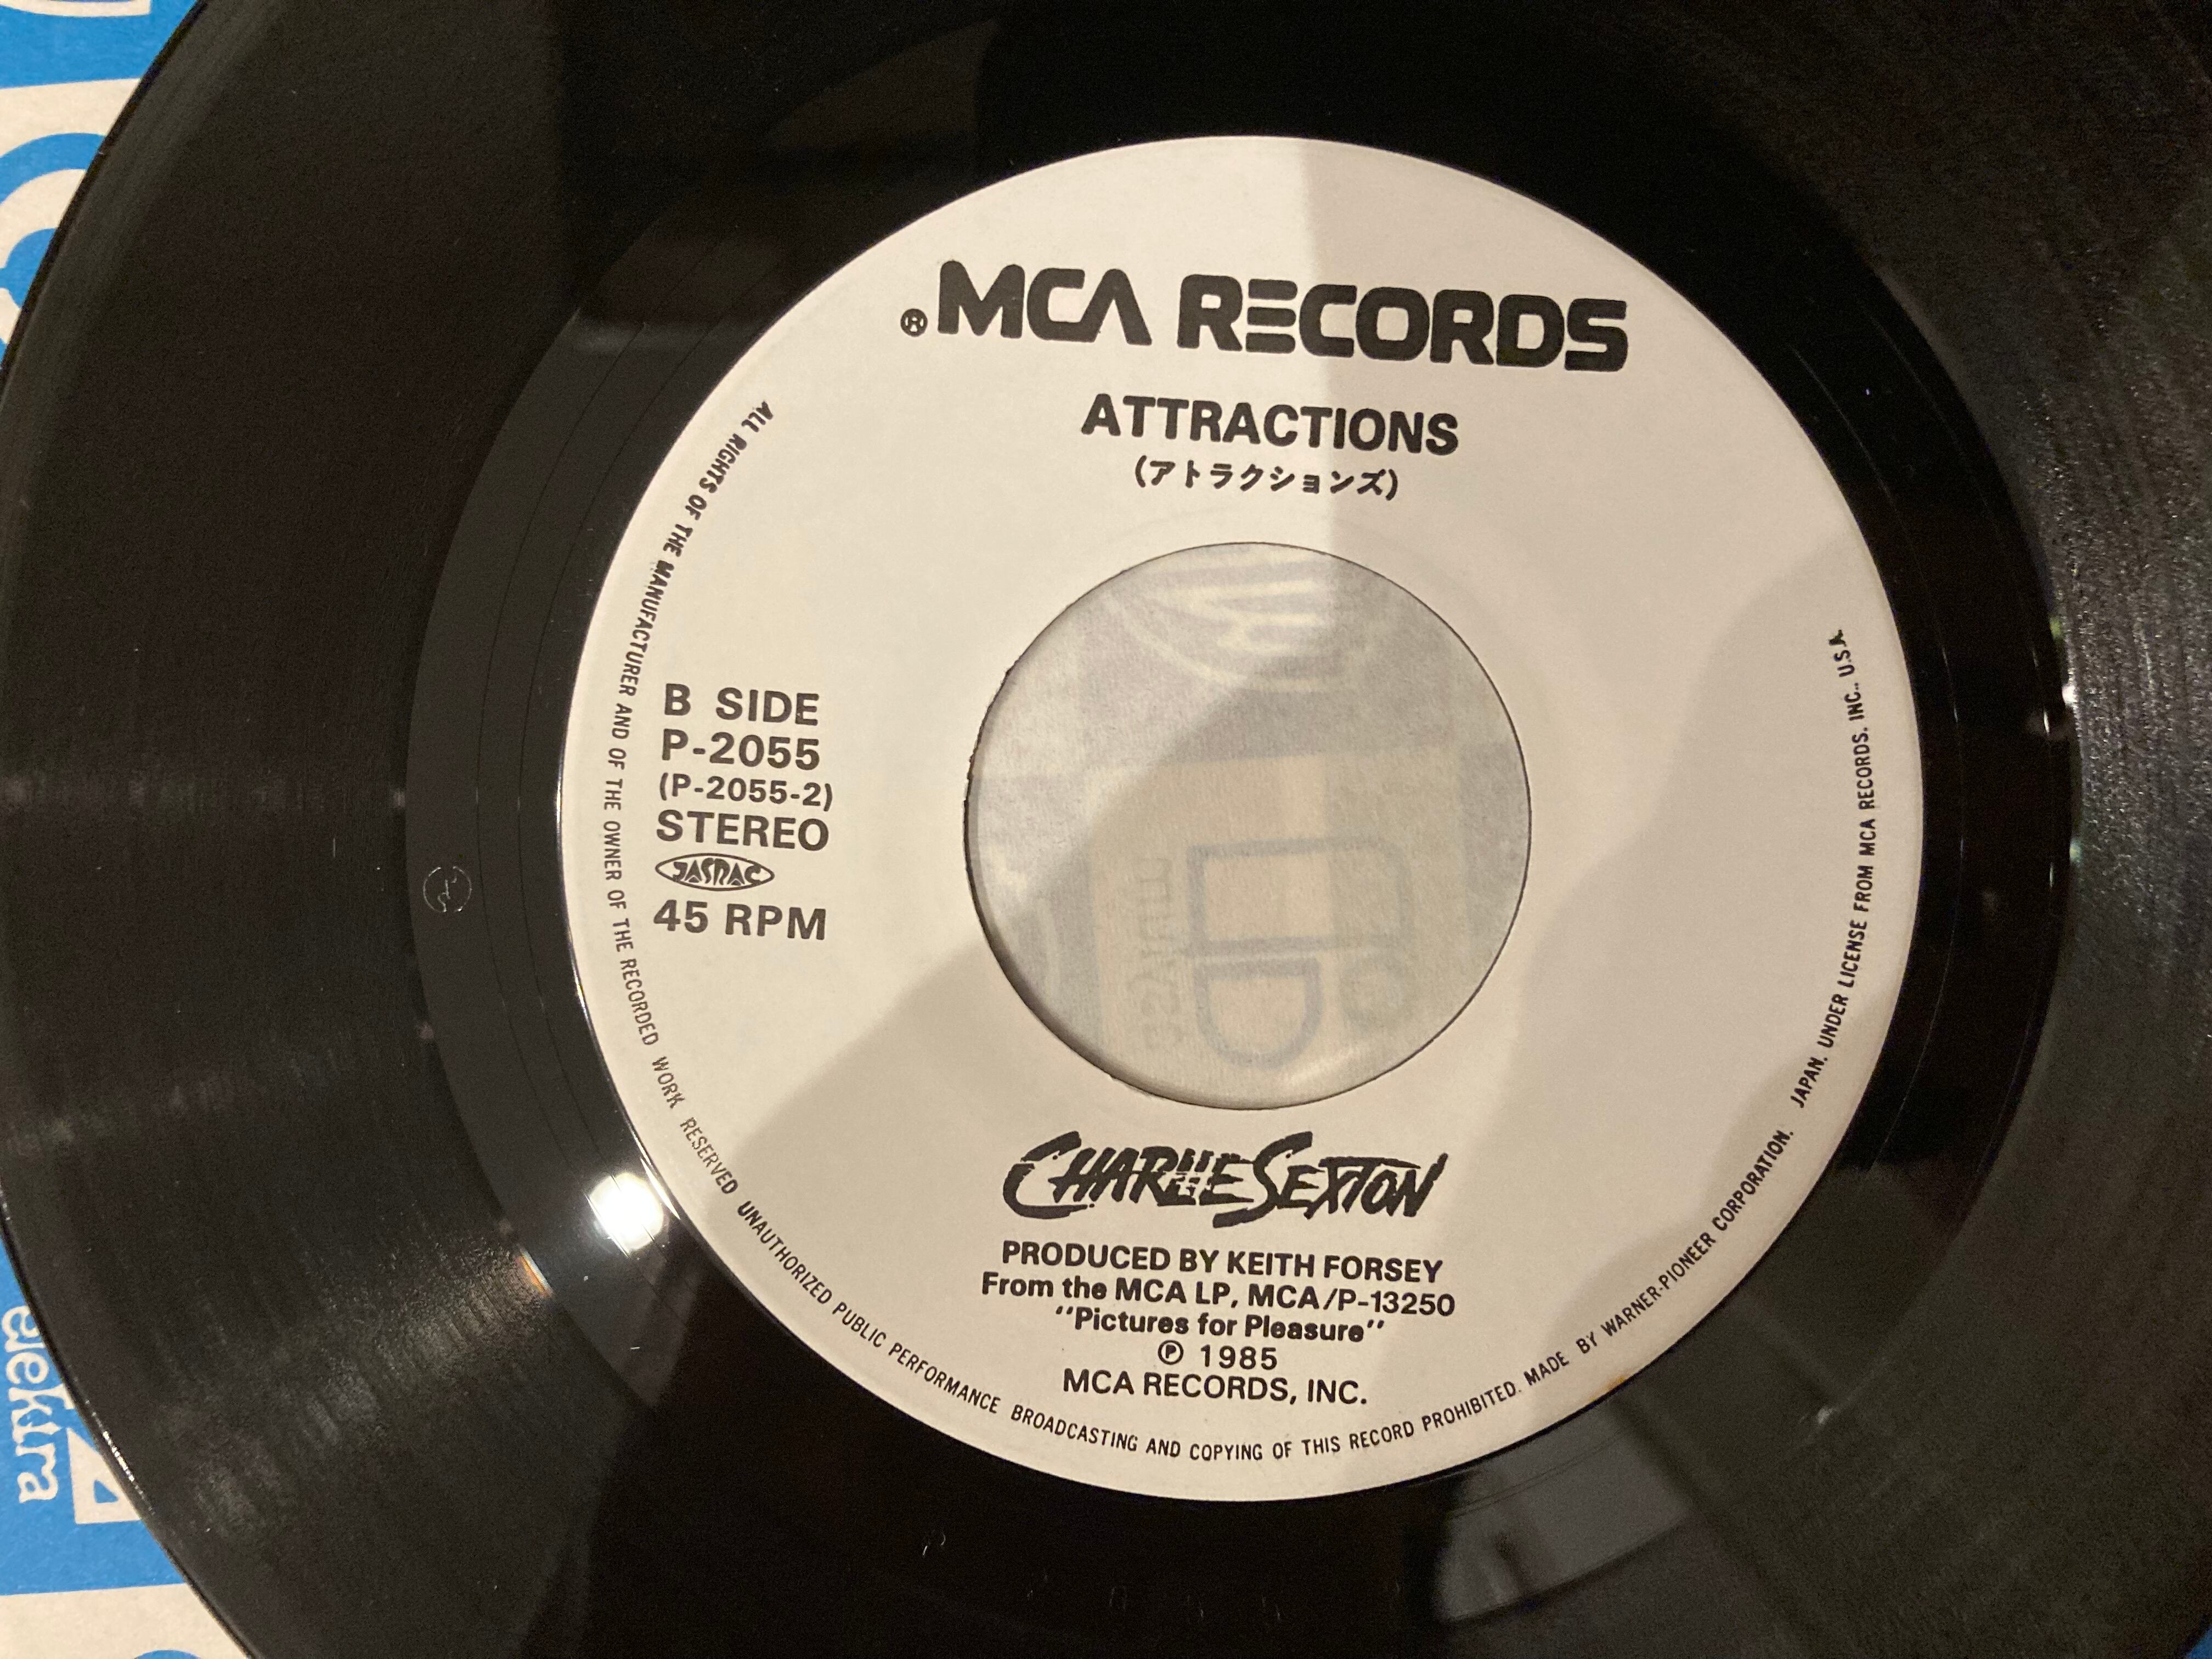 ® MCA RECORDS
ATTRACTIONS
(アトラクションズ)
B SIDE
P-2055
(P-2055-2)
STEREO
JASRAC
45 RPM
CHARLIE SEXTON
PRODUCED BY KEITH FORSEY
From the MCA LP, MCA/P-13250
"Pictures for Pleasure"
℗ 1985
MCA RECORDS, INC.
ALL RIGHTS OF THE MANUFACTURER AND OF THE OWNER OF THE RECORDED WORK RESERVED UNAUTHORIZED PUBLIC PERFORMANCE BROADCASTING AND COPYING OF THIS RECORD PROHIBITED. MADE BY WARNER-PIONEER CORPORATION. JAPAN. UNDER LICENSE FROM MCA RECORDS. INC., U.S.A.
elektra